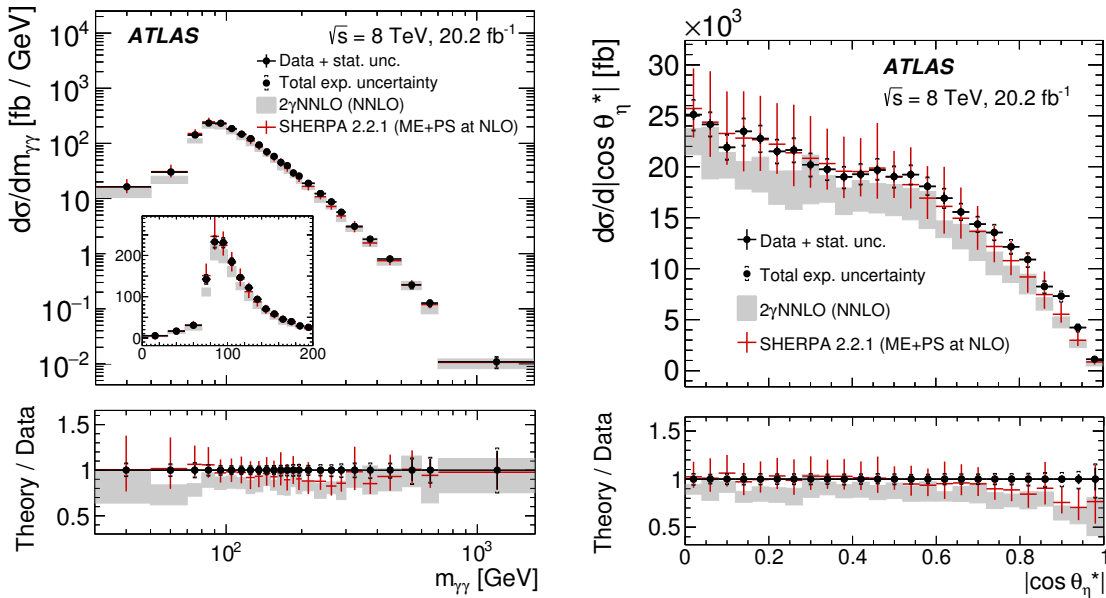 ATLAS
√s = 8 TeV, 20.2 fb⁻¹
Data + stat. unc.
Total exp. uncertainty
2γNNLO (NNLO)
SHERPA 2.2.1 (ME+PS at NLO)
dσ/dm_γγ [fb / GeV]
10⁴
10³
10²
10
1
10⁻¹
10⁻²
200
100
0
0 100 200
Theory / Data
1.5
1
0.5
10² 10³
m_γγ [GeV]
×10³
ATLAS
√s = 8 TeV, 20.2 fb⁻¹
dσ/d|cos θ_η*| [fb]
30
25
20
15
10
5
0
Data + stat. unc.
Total exp. uncertainty
2γNNLO (NNLO)
SHERPA 2.2.1 (ME+PS at NLO)
Theory / Data
1.5
1
0.5
0 0.2 0.4 0.6 0.8 1
|cos θ_η*|